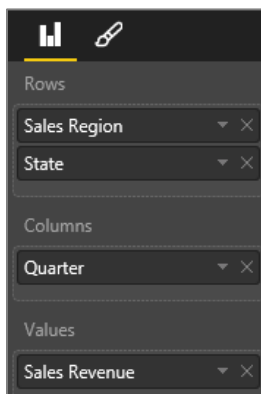 Rows
Sales Region
State
Columns
Quarter
Values
Sales Revenue